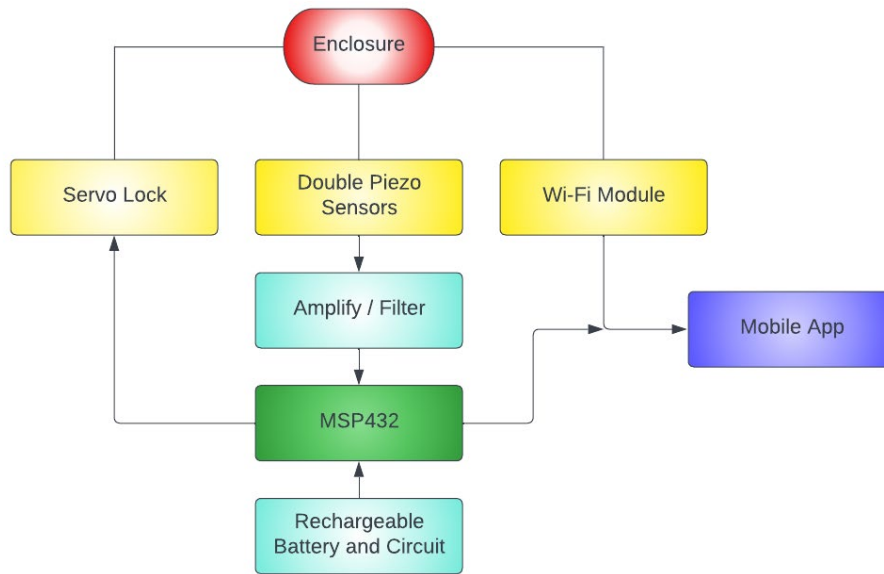 Enclosure
Servo Lock
Double Piezo
Sensors
Wi-Fi Module
Amplify / Filter
Mobile App
MSP432
Rechargeable
Battery and Circuit